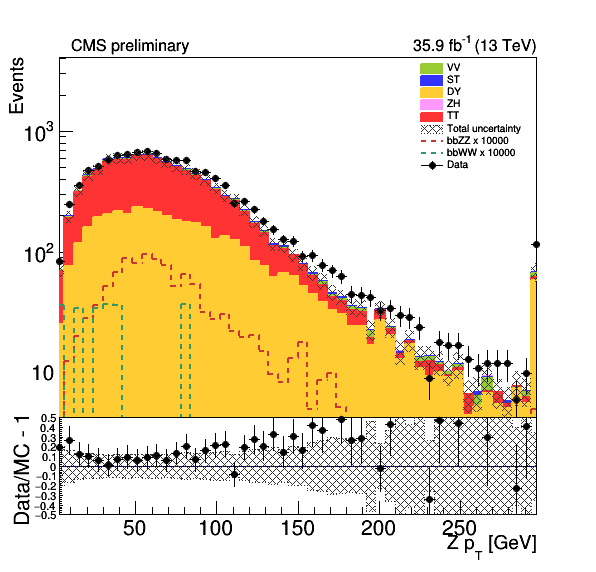 CMS preliminary
35.9 fb⁻¹ (13 TeV)
Events
10³
10²
10
VV
ST
DY
ZH
TT
Total uncertainty
bbZZ x 10000
bbWW x 10000
Data
Data/MC - 1
0.5
0.4
0.3
0.2
0.1
0
−0.1
−0.2
−0.3
−0.4
−0.5
50
100
150
200
250
Z p_T [GeV]